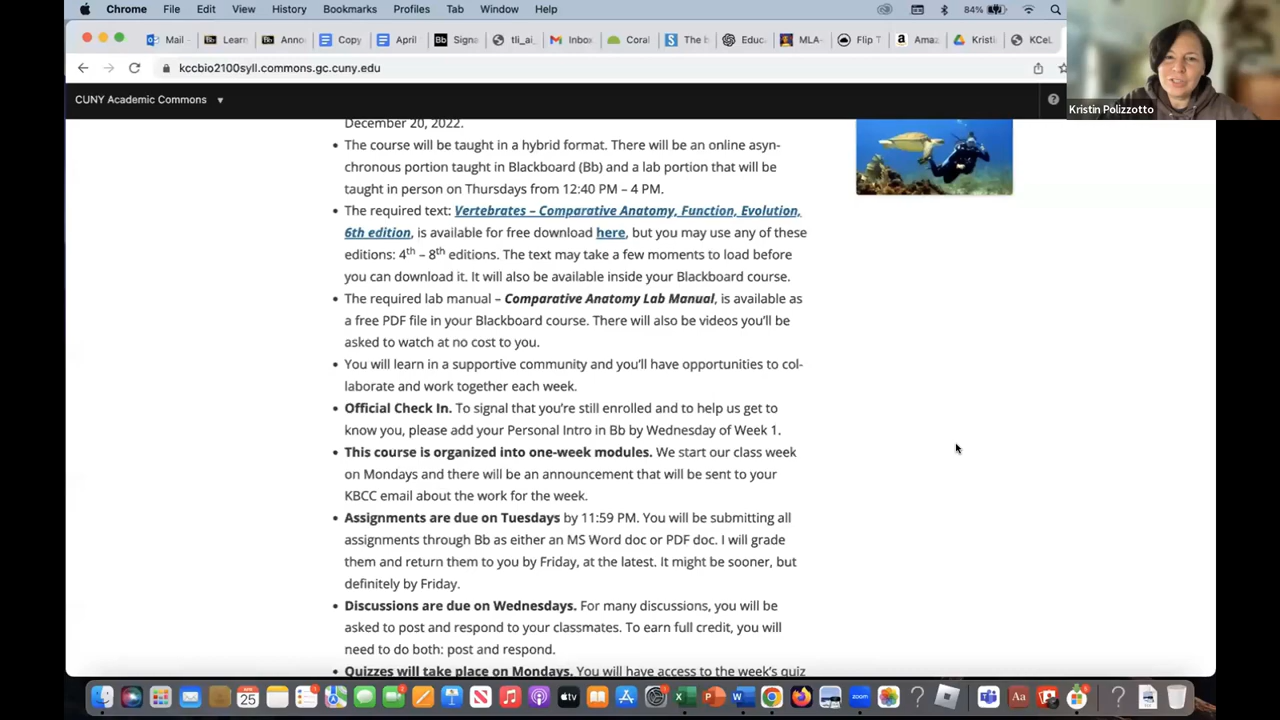 Chrome File Edit View History Bookmarks Profiles Tab Window Help 84%
Mail - Learn Anno Copy April Signa tli_ai_ Inbox Coral The b Educ MLA- Flip T Amaz Kristi KCeL
kccbio2100syll.commons.gc.cuny.edu
Kristin Polizzotto
CUNY Academic Commons ▼
December 20, 2022.
• The course will be taught in a hybrid format. There will be an online asyn-
chronous portion taught in Blackboard (Bb) and a lab portion that will be
taught in person on Thursdays from 12:40 PM – 4 PM.
• The required text: Vertebrates – Comparative Anatomy, Function, Evolution,
6th edition, is available for free download here, but you may use any of these
editions: 4th – 8th editions. The text may take a few moments to load before
you can download it. It will also be available inside your Blackboard course.
• The required lab manual – Comparative Anatomy Lab Manual, is available as
a free PDF file in your Blackboard course. There will also be videos you'll be
asked to watch at no cost to you.
• You will learn in a supportive community and you'll have opportunities to col-
laborate and work together each week.
• Official Check In. To signal that you're still enrolled and to help us get to
know you, please add your Personal Intro in Bb by Wednesday of Week 1.
• This course is organized into one-week modules. We start our class week
on Mondays and there will be an announcement that will be sent to your
KBCC email about the work for the week.
• Assignments are due on Tuesdays by 11:59 PM. You will be submitting all
assignments through Bb as either an MS Word doc or PDF doc. I will grade
them and return them to you by Friday, at the latest. It might be sooner, but
definitely by Friday.
• Discussions are due on Wednesdays. For many discussions, you will be
asked to post and respond to your classmates. To earn full credit, you will
need to do both: post and respond.
• Quizzes will take place on Mondays. You will have access to the week's quiz
25 tv zoom Aa